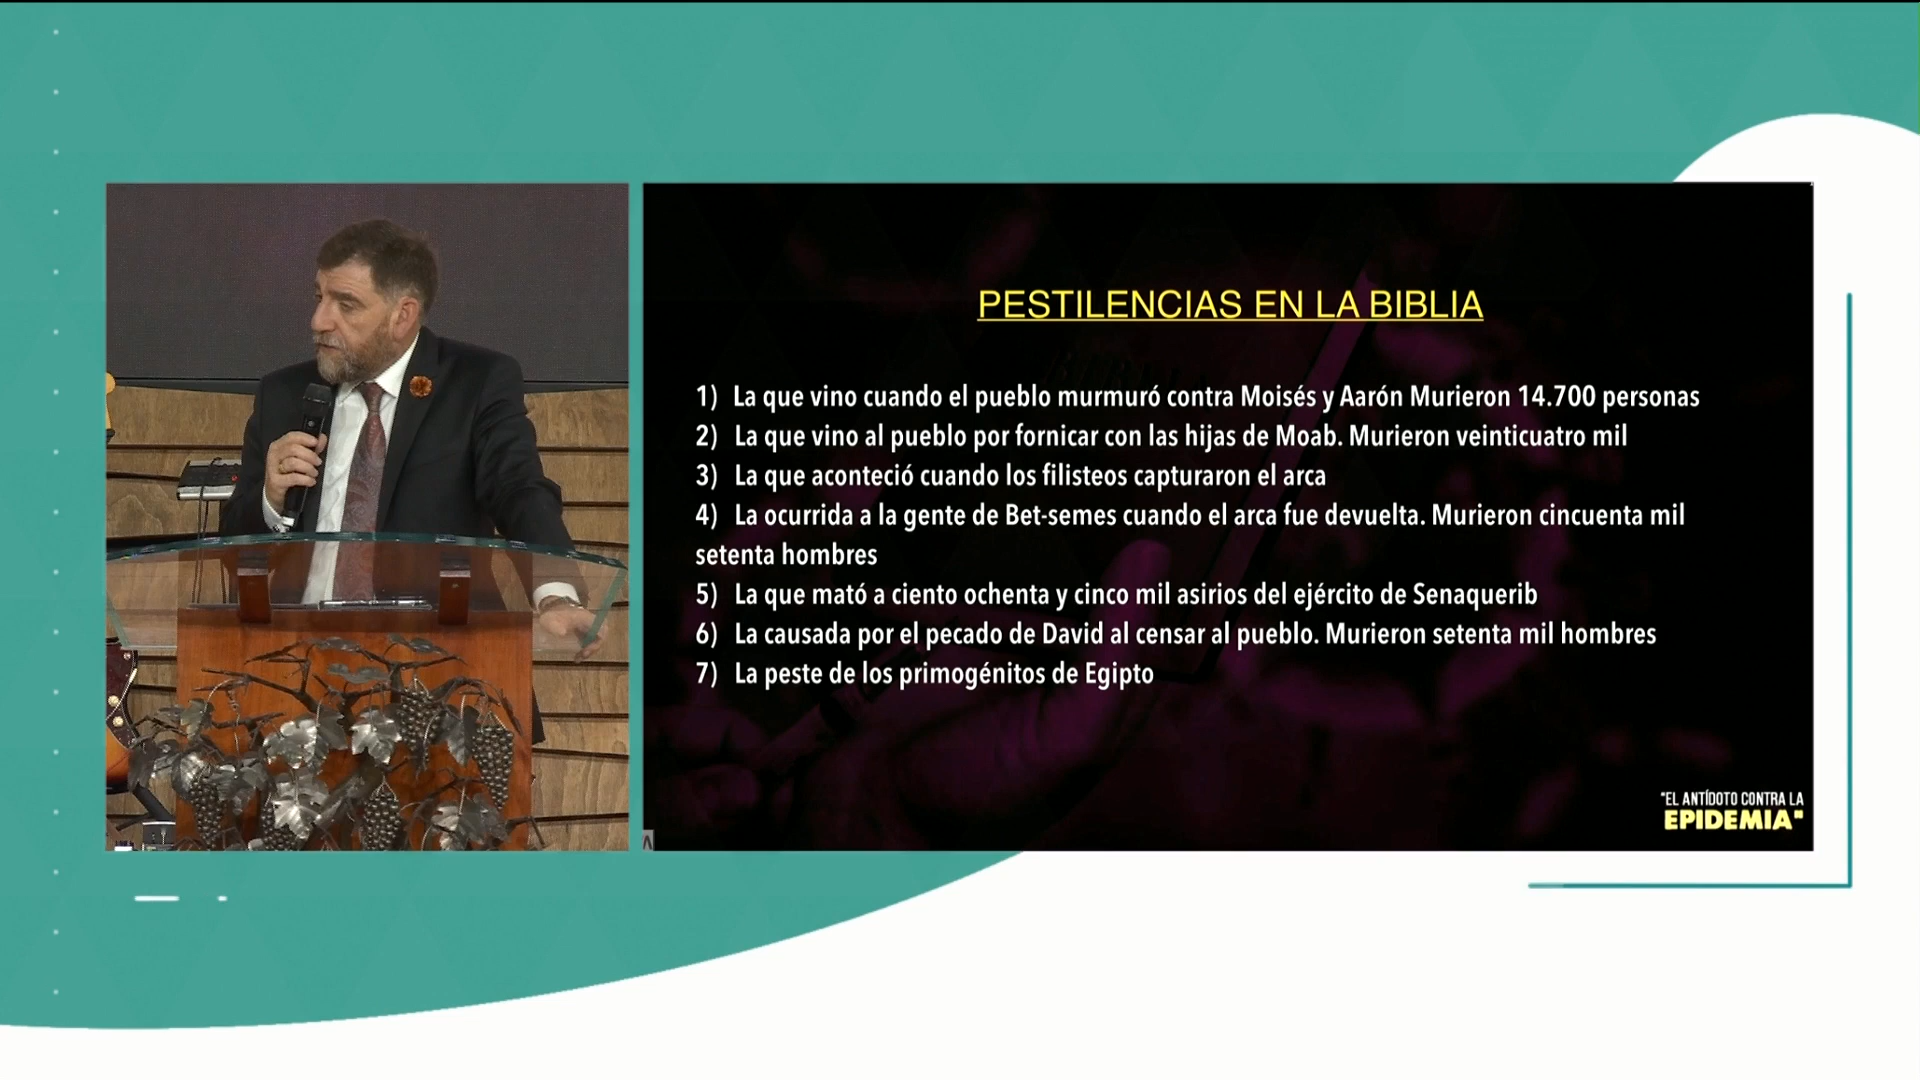 PESTILENCIAS EN LA BIBLIA
1) La que vino cuando el pueblo murmuró contra Moisés y Aarón Murieron 14.700 personas
2) La que vino al pueblo por fornicar con las hijas de Moab. Murieron veinticuatro mil
3) La que aconteció cuando los filisteos capturaron el arca
4) La ocurrida a la gente de Bet-semes cuando el arca fue devuelta. Murieron cincuenta mil
setenta hombres
5) La que mató a ciento ochenta y cinco mil asirios del ejército de Senaquerib
6) La causada por el pecado de David al censar al pueblo. Murieron setenta mil hombres
7) La peste de los primogénitos de Egipto
"EL ANTÍDOTO CONTRA LA
EPIDEMIA"